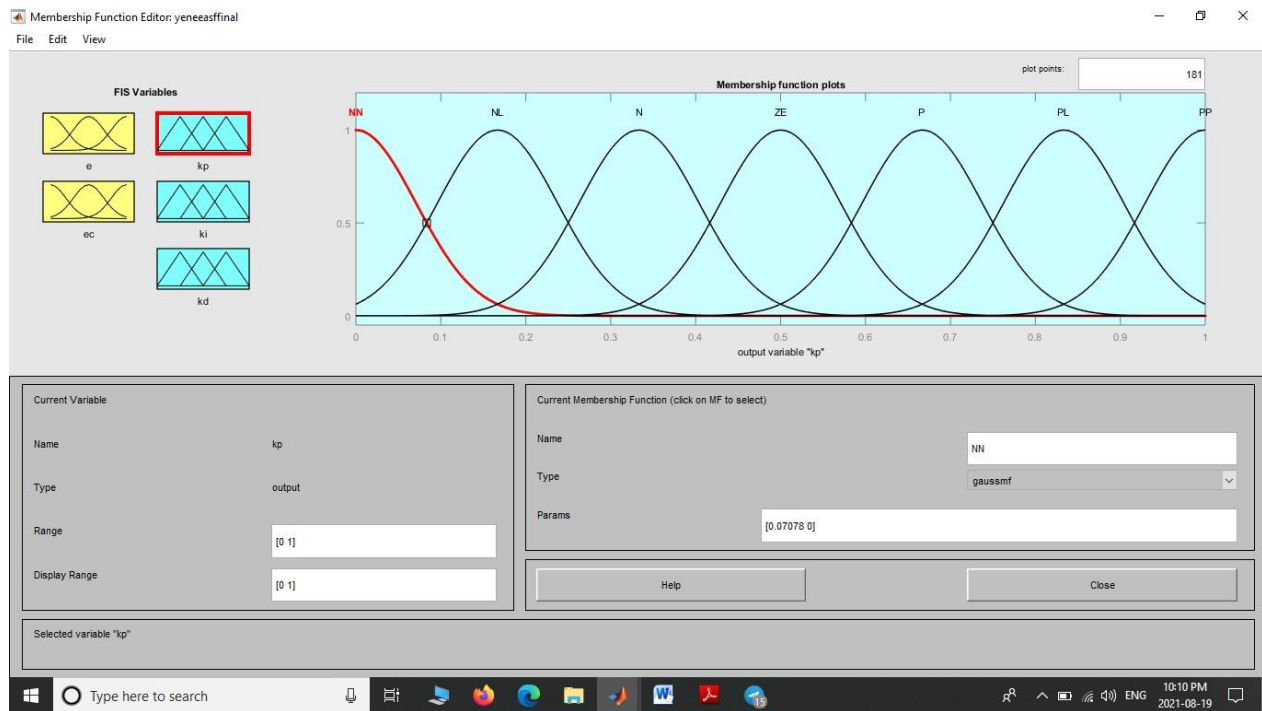 Membership Function Editor: yeneeasffinal
File Edit View
plot points: 181
FIS Variables
Membership function plots
NN NL N ZE P PL PP
1
0.5
0
0 0.1 0.2 0.3 0.4 0.5 0.6 0.7 0.8 0.9 1
output variable "kp"
e kp
ec ki
kd
Current Variable
Name kp
Type output
Range [0 1]
Display Range [0 1]
Current Membership Function (click on MF to select)
Name NN
Type gaussmf
Params [0.07078 0]
Help Close
Selected variable "kp"
Type here to search
W
15
ENG
10:10 PM
2021-08-19